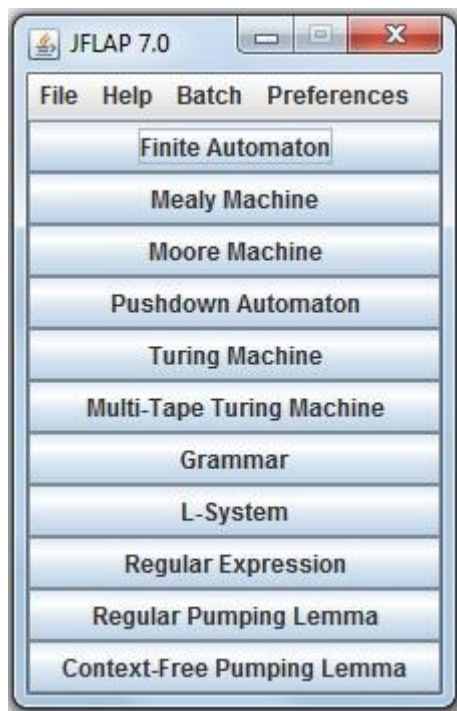 JFLAP 7.0
File Help Batch Preferences
Finite Automaton
Mealy Machine
Moore Machine
Pushdown Automaton
Turing Machine
Multi-Tape Turing Machine
Grammar
L-System
Regular Expression
Regular Pumping Lemma
Context-Free Pumping Lemma